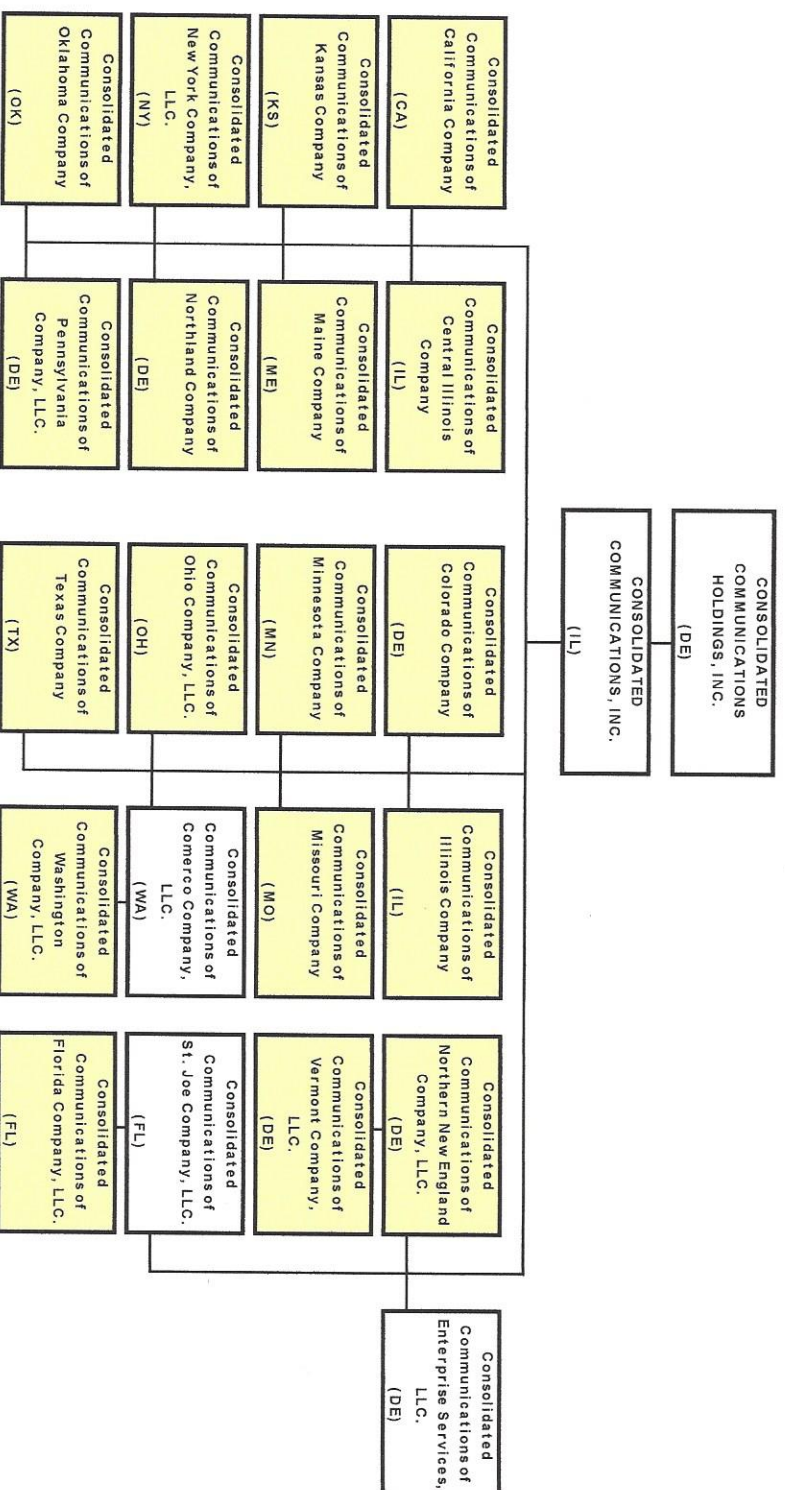 CONSOLIDATED
COMMUNICATIONS
HOLDINGS, INC.
(DE)
CONSOLIDATED
COMMUNICATIONS, INC.
(IL)
Consolidated
Communications of
California Company
(CA)
Consolidated
Communications of
Central Illinois
Company
(IL)
Consolidated
Communications of
Colorado Company
(DE)
Consolidated
Communications of
Illinois Company
(IL)
Consolidated
Communications of
Northern New England
Company, LLC.
(DE)
Consolidated
Communications of
Enterprise Services,
LLC.
(DE)
Consolidated
Communications of
Kansas Company
(KS)
Consolidated
Communications of
Maine Company
(ME)
Consolidated
Communications of
Minnesota Company
(MN)
Consolidated
Communications of
Missouri Company
(MO)
Consolidated
Communications of
Vermont Company,
LLC.
(DE)
Consolidated
Communications of
New York Company,
LLC.
(NY)
Consolidated
Communications of
Northland Company
(DE)
Consolidated
Communications of
Ohio Company, LLC.
(OH)
Consolidated
Communications of
Comerco Company,
LLC.
(WA)
Consolidated
Communications of
St. Joe Company, LLC.
(FL)
Consolidated
Communications of
Oklahoma Company
(OK)
Consolidated
Communications of
Pennsylvania
Company, LLC.
(DE)
Consolidated
Communications of
Texas Company
(TX)
Consolidated
Communications of
Washington
Company, LLC.
(WA)
Consolidated
Communications of
Florida Company, LLC.
(FL)